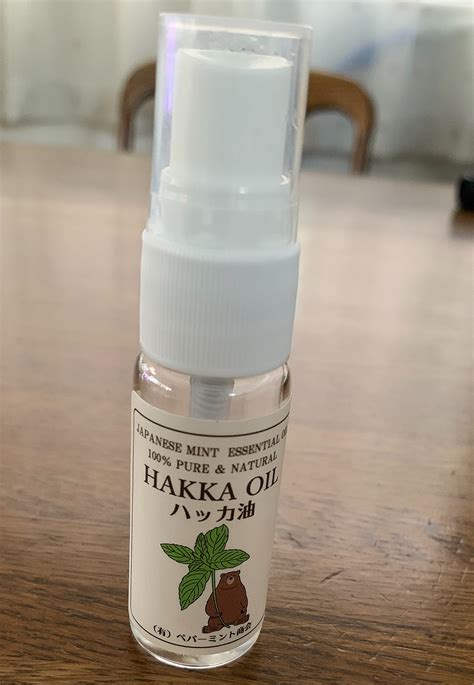 JAPANESE MINT ESSENTIAL
100% PURE & NATURAL
HAKKA OIL
ハッカ油
(有)ペパーミント商会